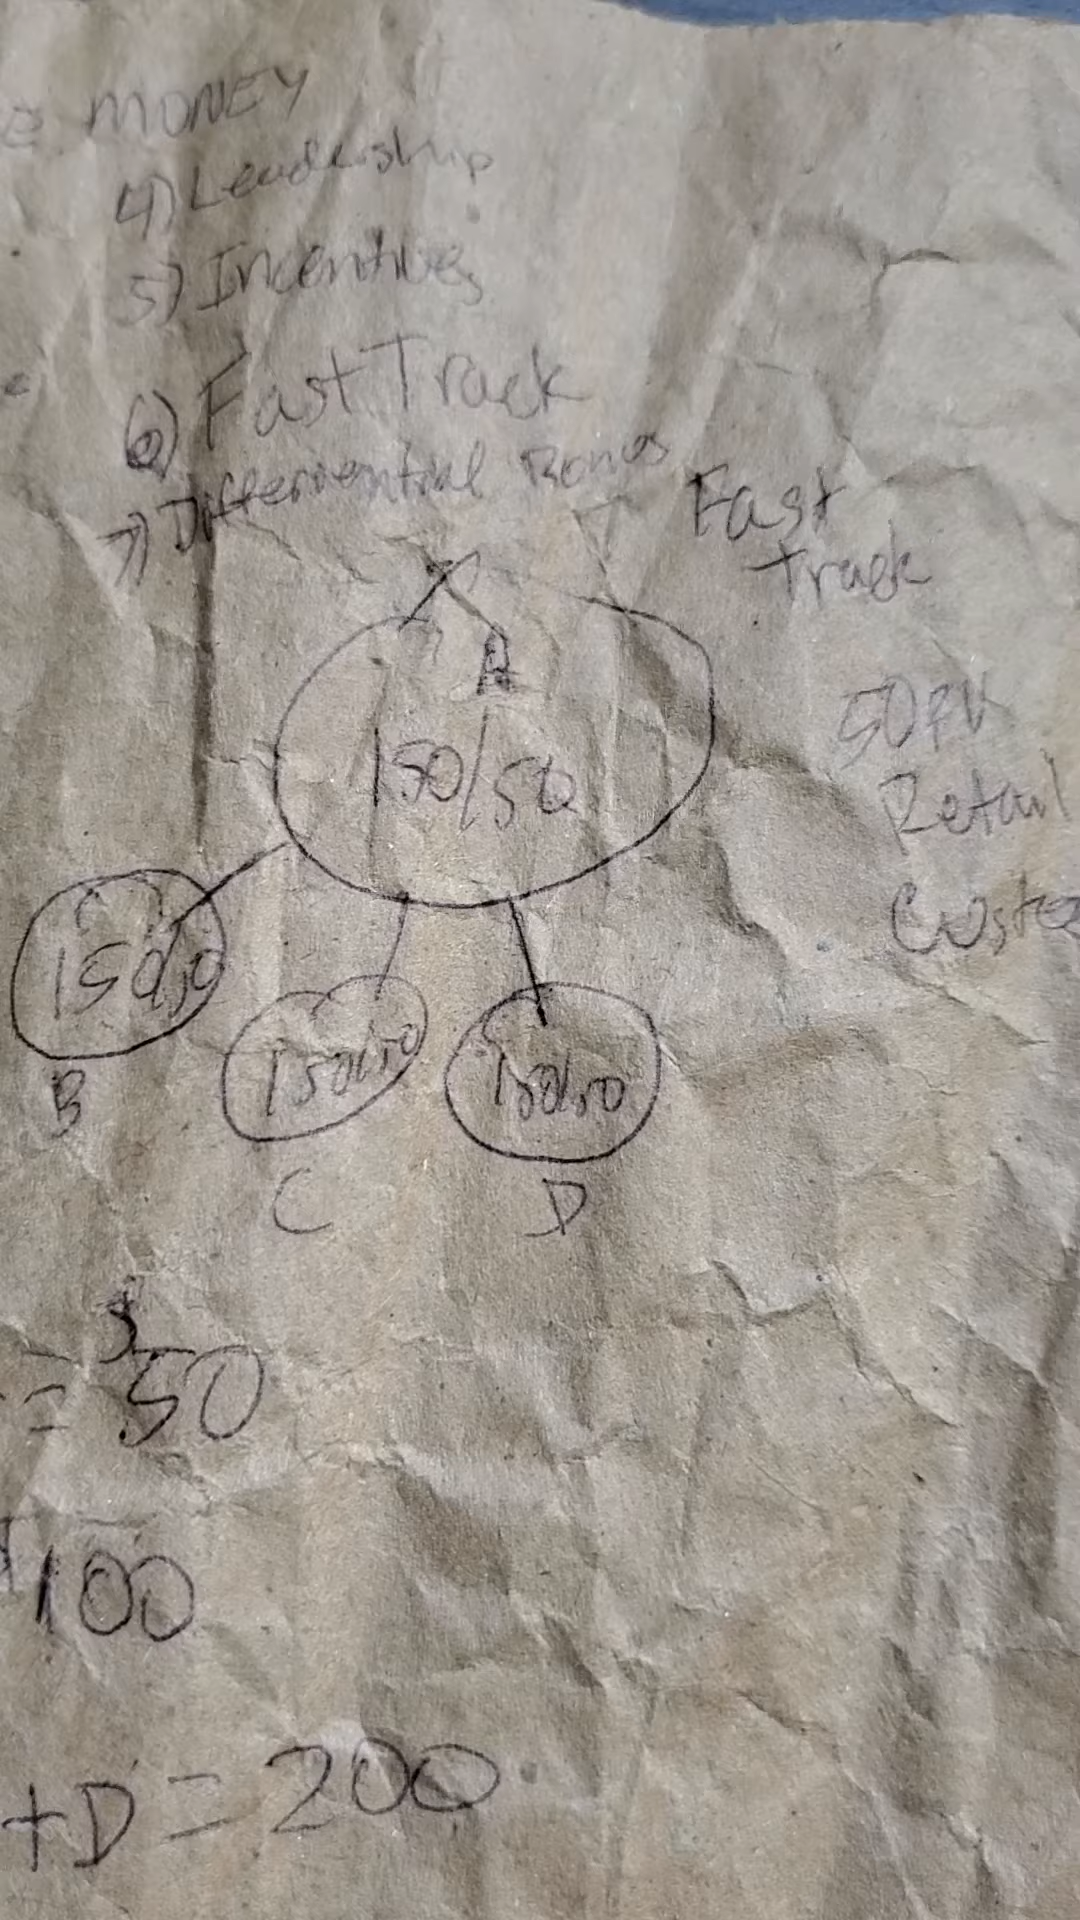 MONEY
4) Leadership
5) Incentives
6) Fast Track
7) Differential Bonus
Fast
Track
A
150/50
50PV
Retail
Custo
150/50
150/50
150/50
B
C
D
= 50
100
+D = 200